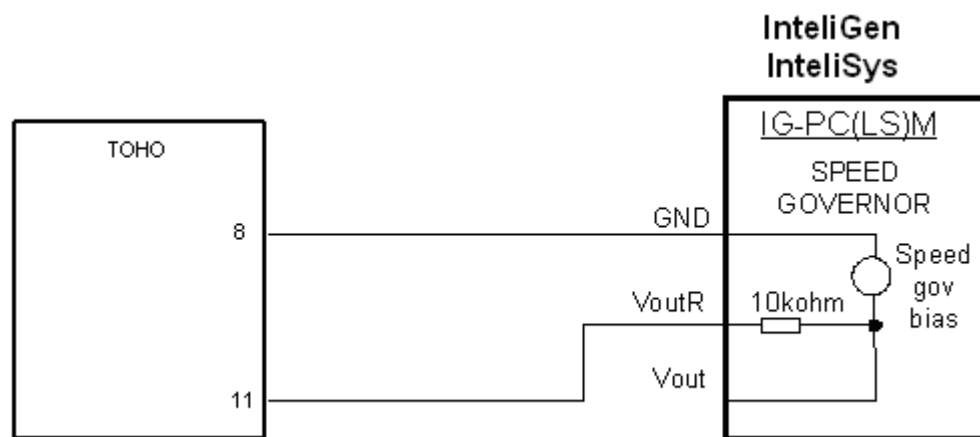 InteliGen
InteliSys
IG-PC(LS)M
TOHO
SPEED
GOVERNOR
8
GND
Speed
gov
bias
VoutR
10kohm
Vout
11